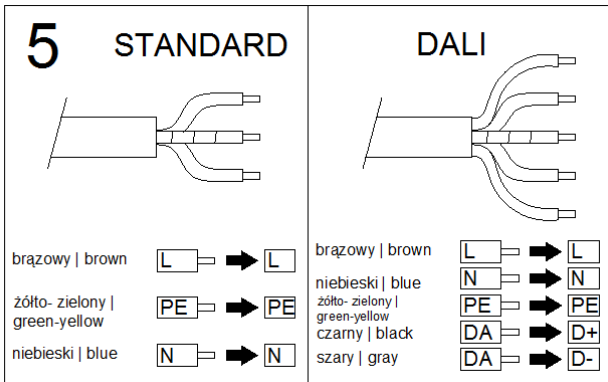 5 STANDARD
brązowy | brown L L
żółto- zielony |
green-yellow PE PE
niebieski | blue N N
DALI
brązowy | brown L L
niebieski | blue N N
żółto- zielony |
green-yellow PE PE
czarny | black DA D+
szary | gray DA D-